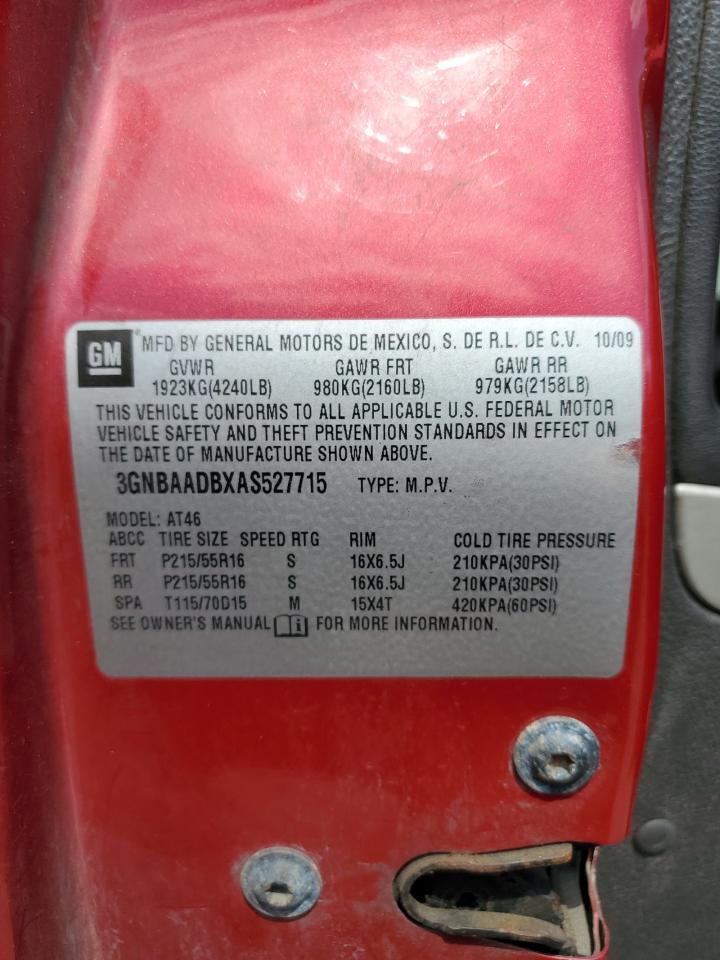 GM MFD BY GENERAL MOTORS DE MEXICO, S. DE R.L. DE C.V. 10/09
GVWR GAWR FRT GAWR RR
1923KG(4240LB) 980KG(2160LB) 979KG(2158LB)
THIS VEHICLE CONFORMS TO ALL APPLICABLE U.S. FEDERAL MOTOR
VEHICLE SAFETY AND THEFT PREVENTION STANDARDS IN EFFECT ON
THE DATE OF MANUFACTURE SHOWN ABOVE.
3GNBAADBXAS527715 TYPE: M.P.V.
MODEL: AT46
ABCC TIRE SIZE SPEED RTG RIM COLD TIRE PRESSURE
FRT P215/55R16 S 16X6.5J 210KPA(30PSI)
RR P215/55R16 S 16X6.5J 210KPA(30PSI)
SPA T115/70D15 M 15X4T 420KPA(60PSI)
SEE OWNER'S MANUAL i FOR MORE INFORMATION.